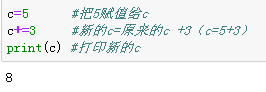 c=5 #把5赋值给c
c+=3 #新的c=原来的c +3（c=5+3）
print(c) #打印新的c
8